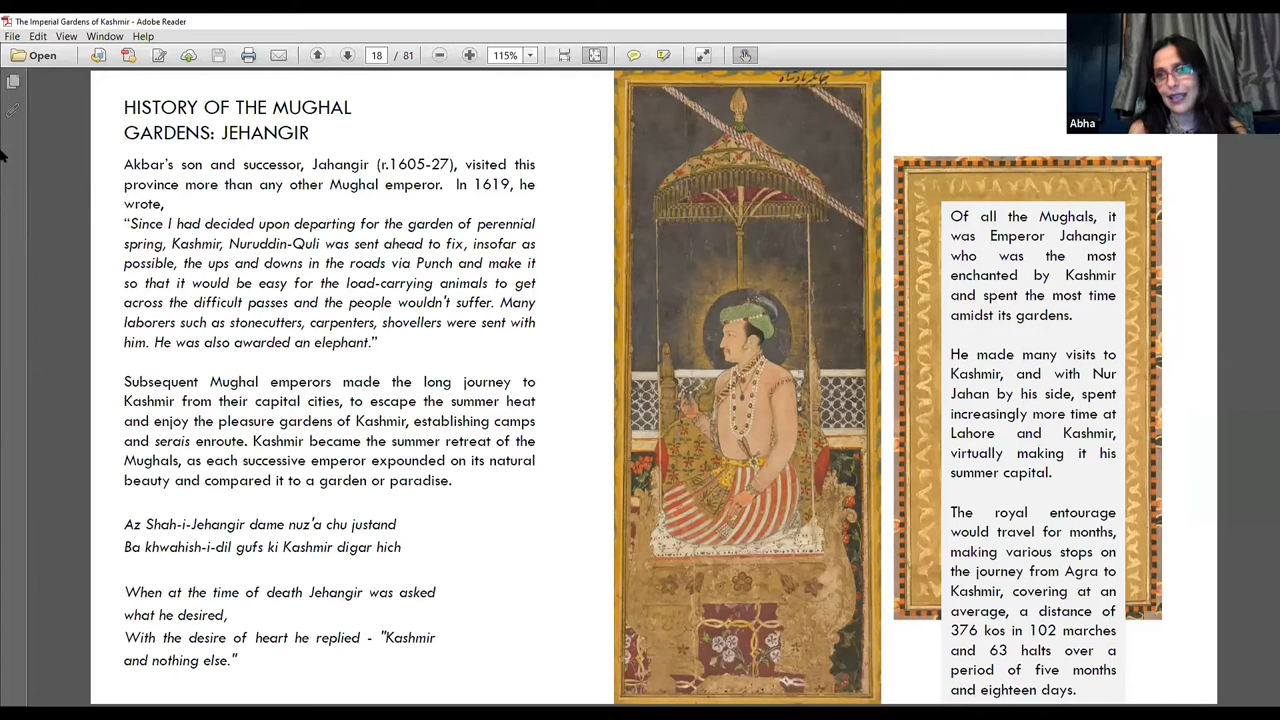 The Imperial Gardens of Kashmir - Adobe Reader
File Edit View Window Help
Open 18 / 81 115%
HISTORY OF THE MUGHAL
GARDENS: JEHANGIR
Akbar's son and successor, Jahangir (r.1605-27), visited this
province more than any other Mughal emperor. In 1619, he
wrote,
"Since I had decided upon departing for the garden of perennial
spring, Kashmir, Nuruddin-Quli was sent ahead to fix, insofar as
possible, the ups and downs in the roads via Punch and make it
so that it would be easy for the load-carrying animals to get
across the difficult passes and the people wouldn't suffer. Many
laborers such as stonecutters, carpenters, shovellers were sent with
him. He was also awarded an elephant."
Subsequent Mughal emperors made the long journey to
Kashmir from their capital cities, to escape the summer heat
and enjoy the pleasure gardens of Kashmir, establishing camps
and serais enroute. Kashmir became the summer retreat of the
Mughals, as each successive emperor expounded on its natural
beauty and compared it to a garden or paradise.
Az Shah-i-Jehangir dame nuz'a chu justand
Ba khwahish-i-dil gufs ki Kashmir digar hich
When at the time of death Jehangir was asked
what he desired,
With the desire of heart he replied - "Kashmir
and nothing else."
Of all the Mughals, it
was Emperor Jahangir
who was the most
enchanted by Kashmir
and spent the most time
amidst its gardens.
He made many visits to
Kashmir, and with Nur
Jahan by his side, spent
increasingly more time at
Lahore and Kashmir,
virtually making it his
summer capital.
The royal entourage
would travel for months,
making various stops on
the journey from Agra to
Kashmir, covering at an
average, a distance of
376 kos in 102 marches
and 63 halts over a
period of five months
and eighteen days.
Abha